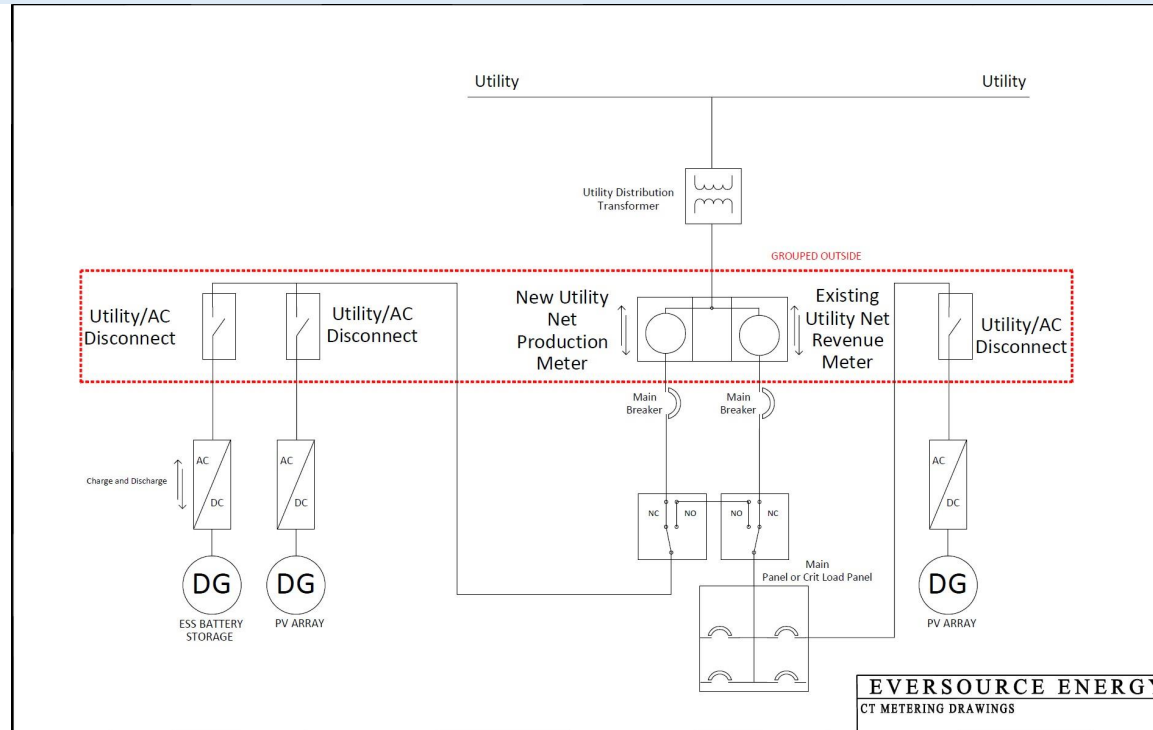 Utility
Utility
Utility Distribution
Transformer
GROUPED OUTSIDE
Utility/AC
Disconnect
Utility/AC
Disconnect
New Utility
Net
Production
Meter
Existing
Utility Net
Revenue
Meter
Utility/AC
Disconnect
Main
Breaker
Main
Breaker
Charge and Discharge
AC
DC
AC
DC
AC
DC
NC
NO
NO
NC
DG
ESS BATTERY
STORAGE
DG
PV ARRAY
Main
Panel or Crit Load Panel
DG
PV ARRAY
EVERSOURCE ENERGY
CT METERING DRAWINGS